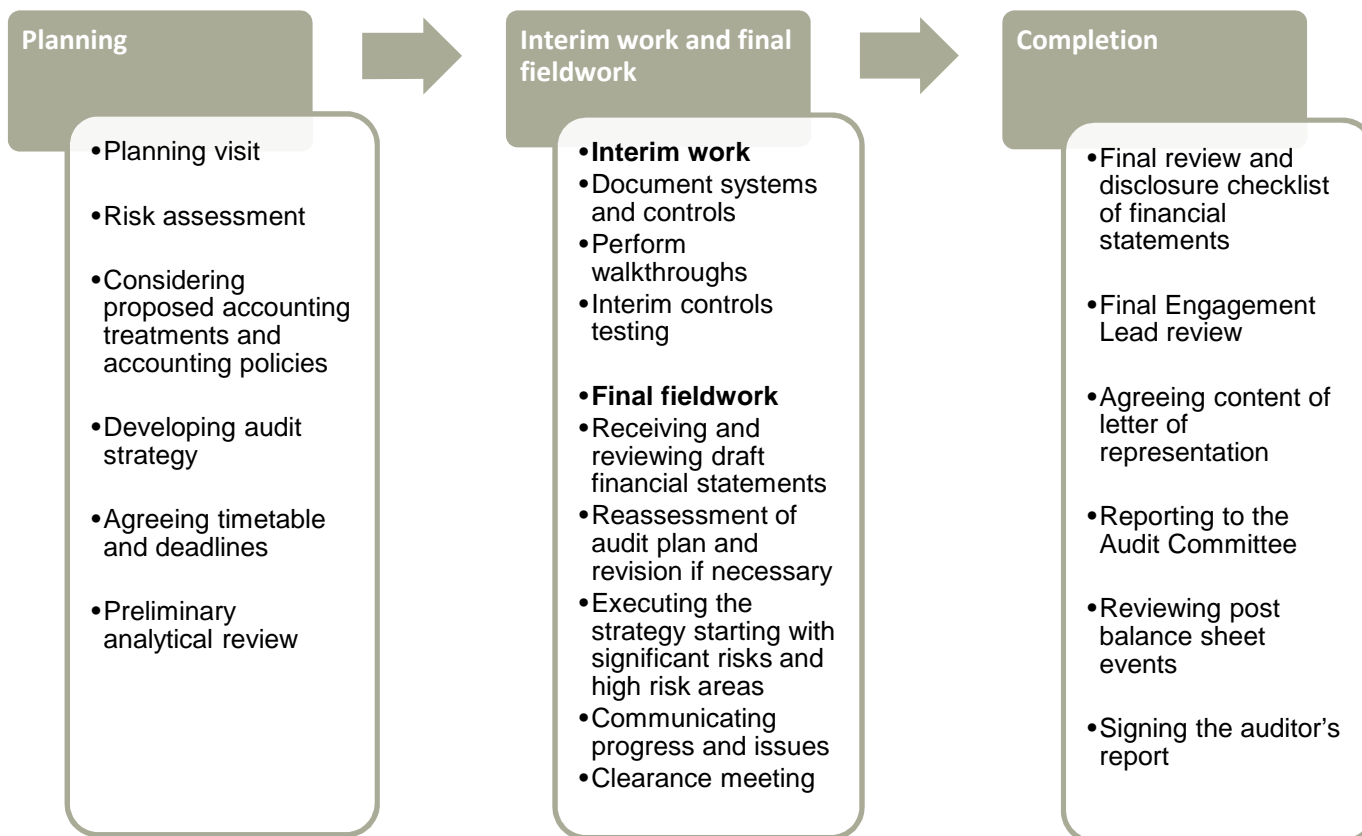 Planning
•Planning visit
•Risk assessment
•Considering
proposed accounting
treatments and
accounting policies
•Developing audit
strategy
•Agreeing timetable
and deadlines
•Preliminary
analytical review
Interim work and final
fieldwork
•Interim work
•Document systems
and controls
•Perform
walkthroughs
•Interim controls
testing
•Final fieldwork
•Receiving and
reviewing draft
financial statements
•Reassessment of
audit plan and
revision if necessary
•Executing the
strategy starting with
significant risks and
high risk areas
•Communicating
progress and issues
•Clearance meeting
Completion
•Final review and
disclosure checklist
of financial
statements
•Final Engagement
Lead review
•Agreeing content of
letter of
representation
•Reporting to the
Audit Committee
•Reviewing post
balance sheet
events
•Signing the auditor's
report